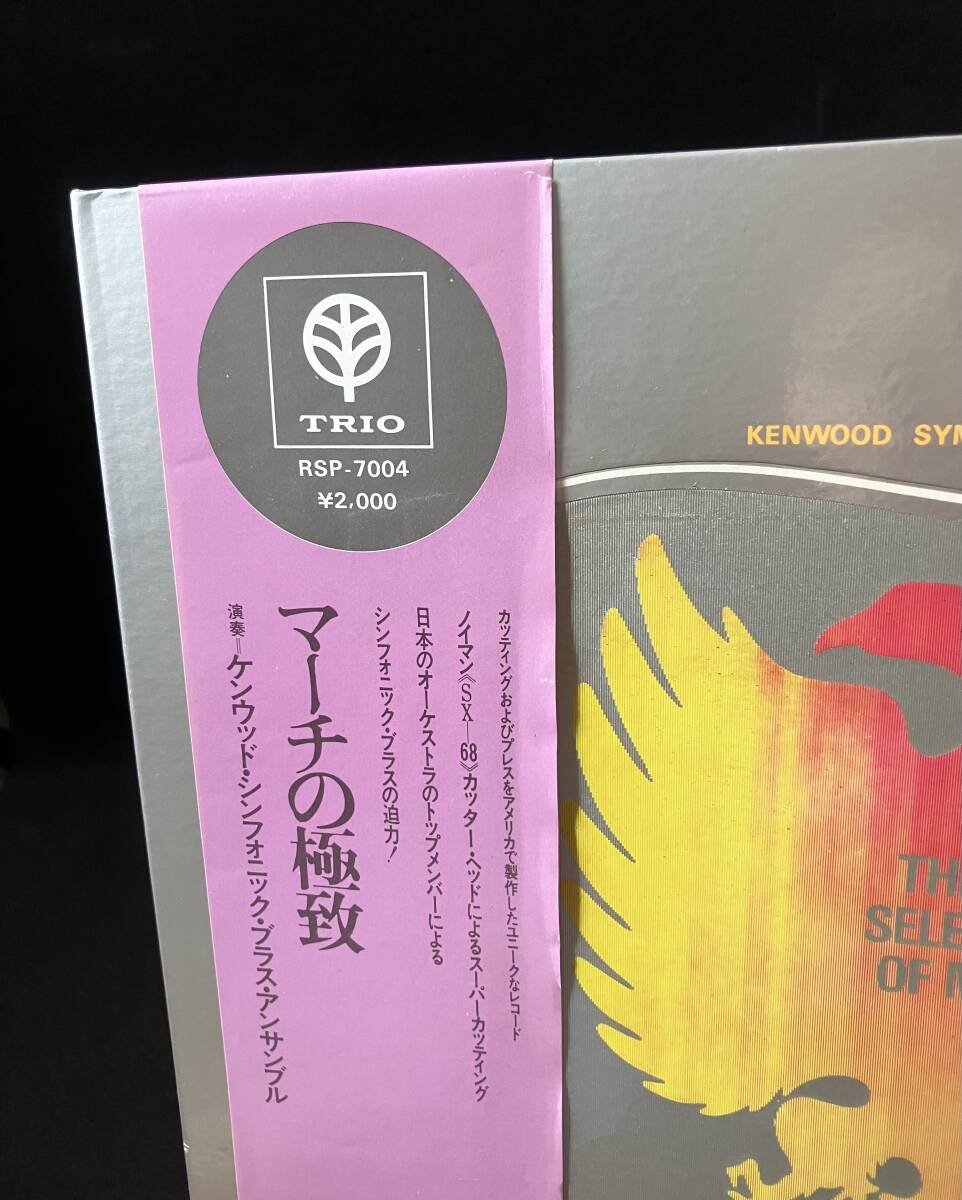 TRIO
RSP-7004
¥2,000
カッティングおよびプレスをアメリカで製作したユニークなレコード
ノイマン《SX―68》カッター・ヘッドによるスーパーカッティング
日本のオーケストラのトップメンバーによる
シンフォニック・ブラスの迫力!
マーチの極致
演奏=ケンウッド・シンフォニック・ブラス・アンサンブル
KENWOOD SYM
TH
SELE
OF M